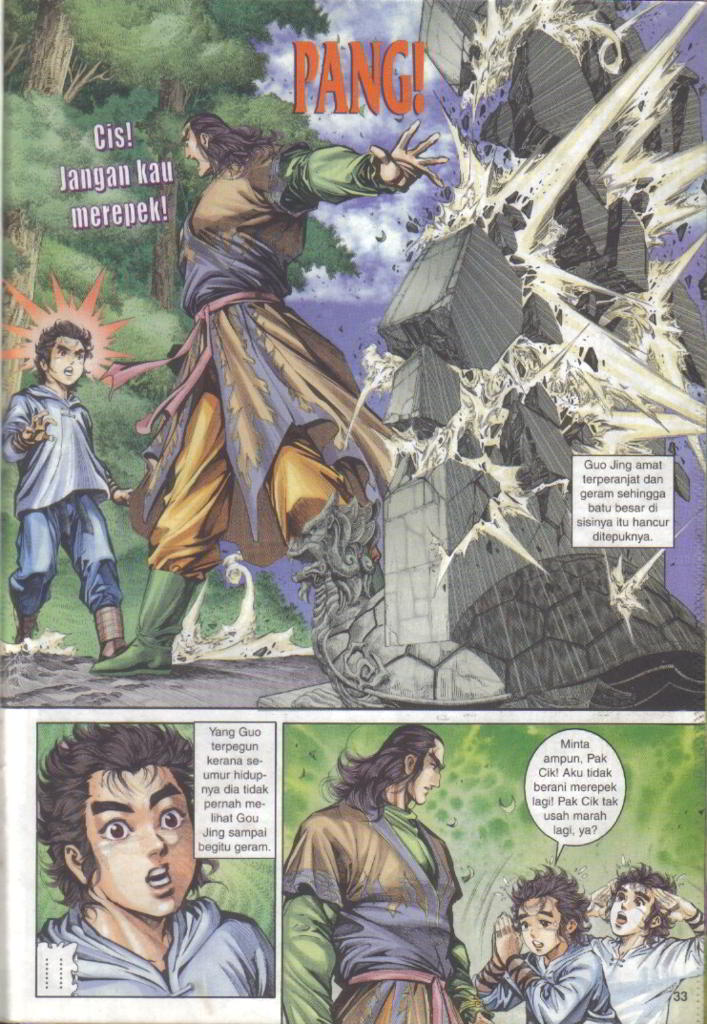 PANG!
Cis!
Jangan kau
merepek!
Guo Jing amat
terperanjat dan
geram sehingga
batu besar di
sisinya itu hancur
ditepuknya.
Yang Guo
terpegun
kerana se-
umur hidup-
nya dia tidak
pernah me-
lihat Gou
Jing sampai
begitu geram.
Minta
ampun, Pak
Cik! Aku tidak
berani merepek
lagi! Pak Cik tak
usah marah
lagi, ya?
33